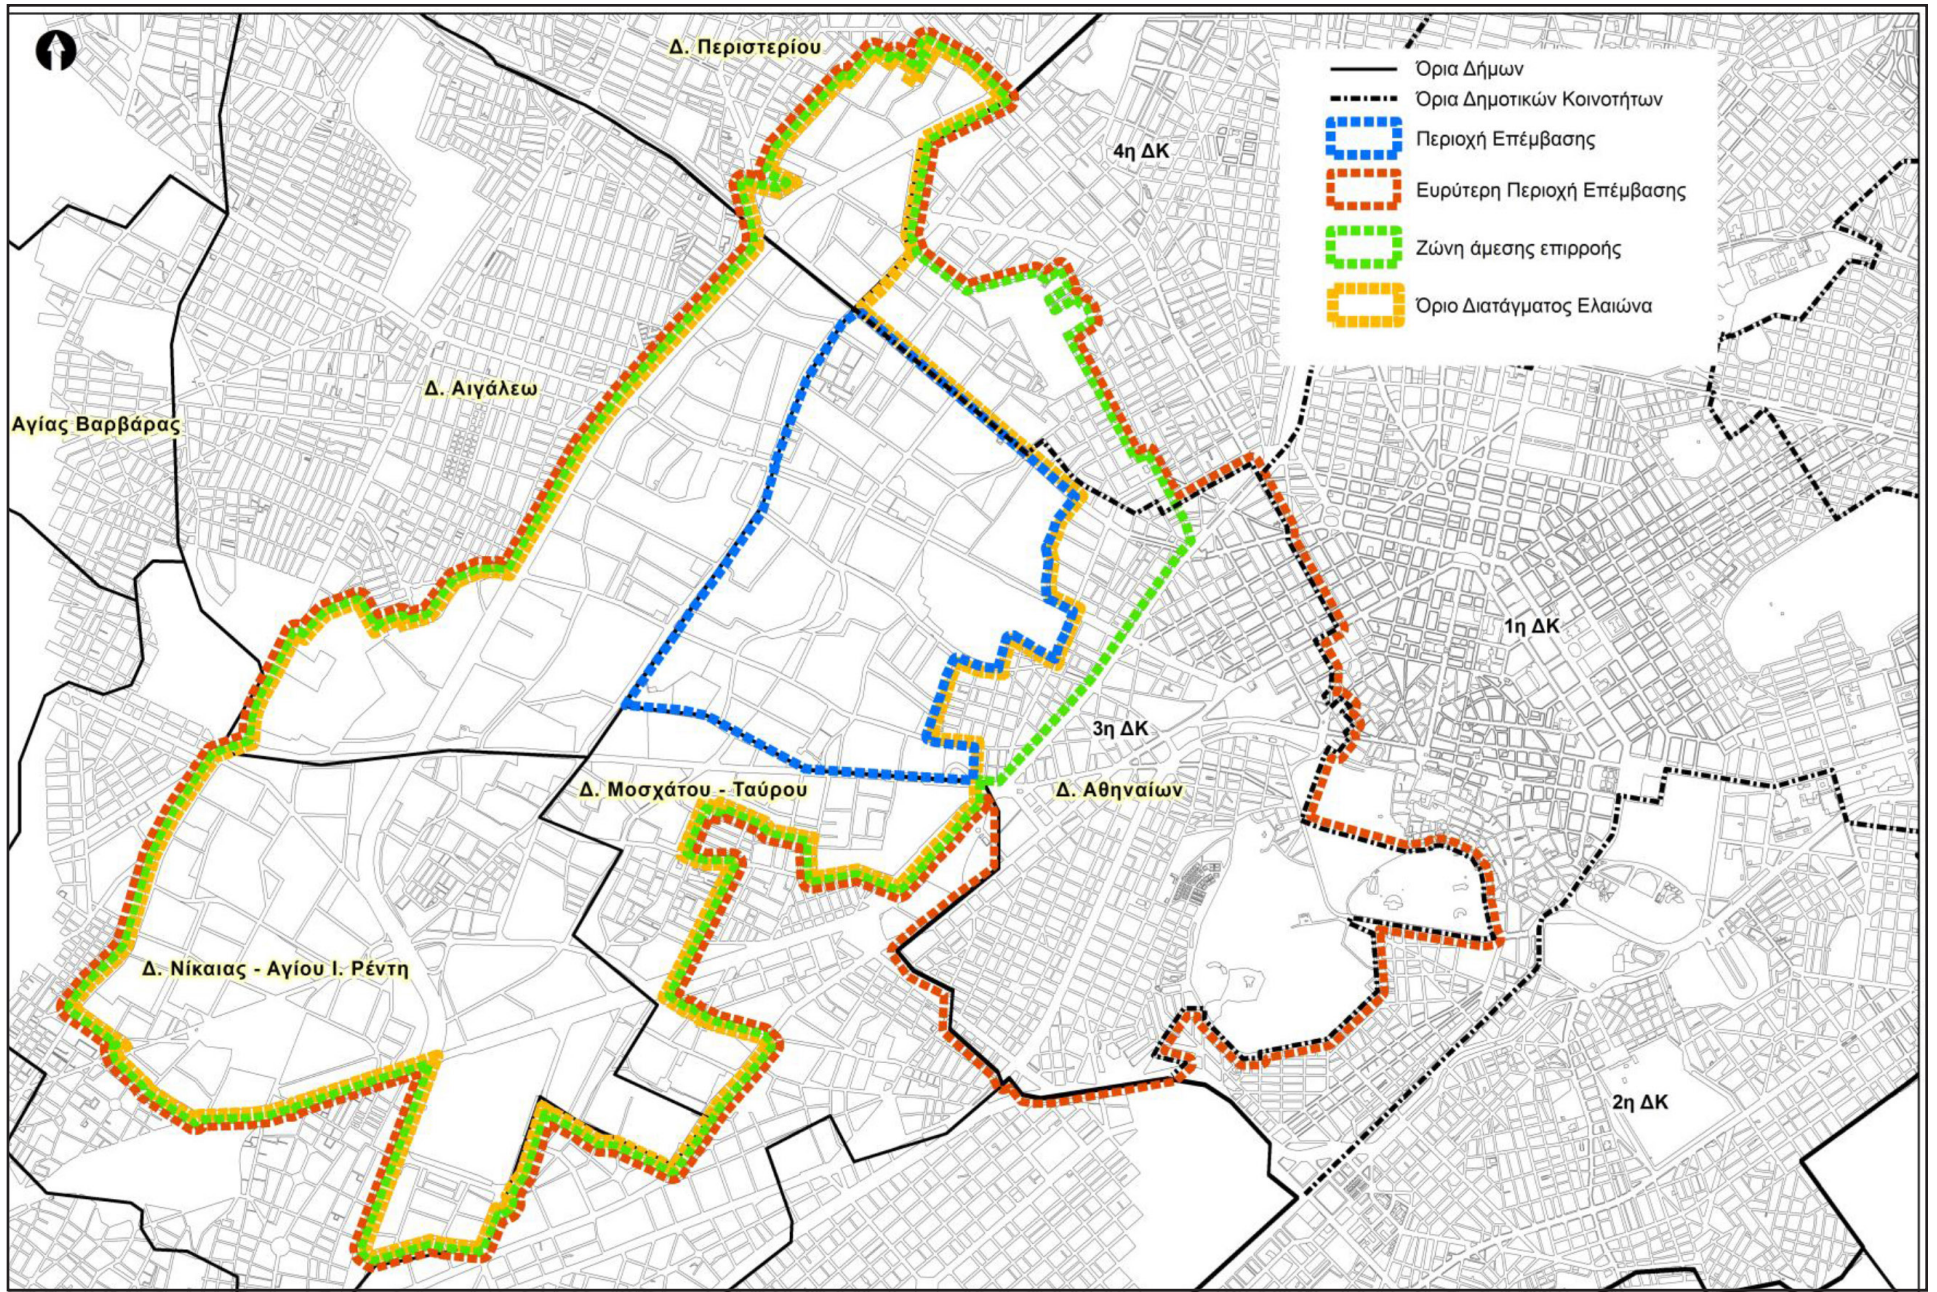 Δ. Περιστερίου
Όρια Δήμων
Όρια Δημοτικών Κοινοτήτων
Περιοχή Επέμβασης
Ευρύτερη Περιοχή Επέμβασης
Ζώνη άμεσης επιρροής
Όριο Διατάγματος Ελαιώνα
4η ΔΚ
Δ. Αιγάλεω
Αγίας Βαρβάρας
1η ΔΚ
3η ΔΚ
Δ. Μοσχάτου - Ταύρου
Δ. Αθηναίων
Δ. Νίκαιας - Αγίου Ι. Ρέντη
2η ΔΚ